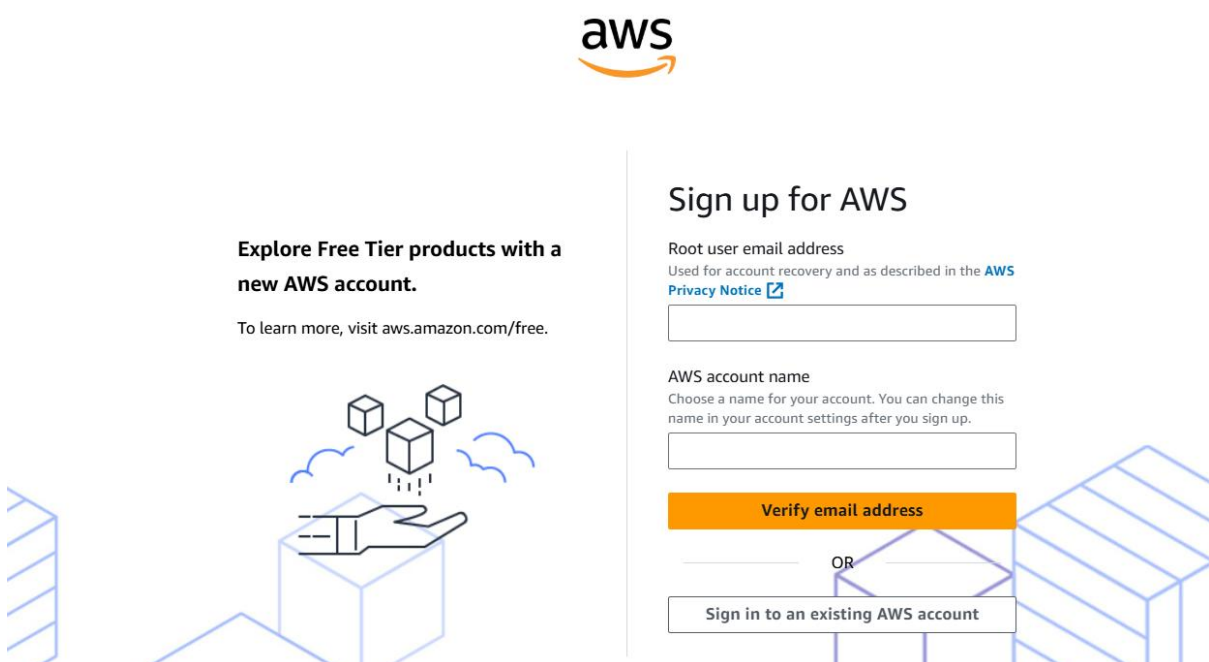 aws
Explore Free Tier products with a
new AWS account.
To learn more, visit aws.amazon.com/free.
Sign up for AWS
Root user email address
Used for account recovery and as described in the AWS
Privacy Notice
AWS account name
Choose a name for your account. You can change this
name in your account settings after you sign up.
Verify email address
OR
Sign in to an existing AWS account